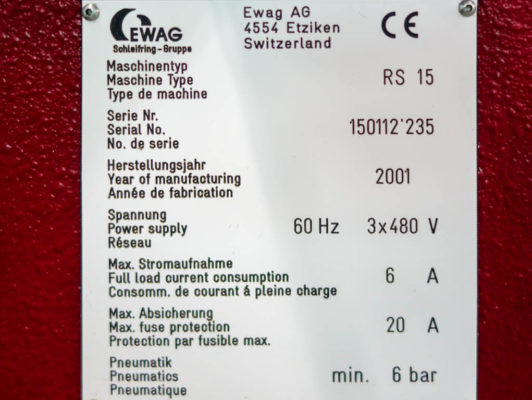 EWAG
Schleifring-Gruppe
Ewag AG
4554 Etziken
Switzerland
CE
Maschinentyp
Machine Type RS 15
Type de machine
Serie Nr.
Serial No. 150112'235
No. de serie
Herstellungsjahr
Year of manufacturing 2001
Année de fabrication
Spannung
Power supply 60 Hz 3x480 V
Réseau
Max. Stromaufnahme
Full load current consumption 6 A
Consomm. de courant á pleine charge
Max. Absicherung
Max. fuse protection 20 A
Protection par fusible max.
Pneumatik
Pneumatics min. 6 bar
Pneumatique